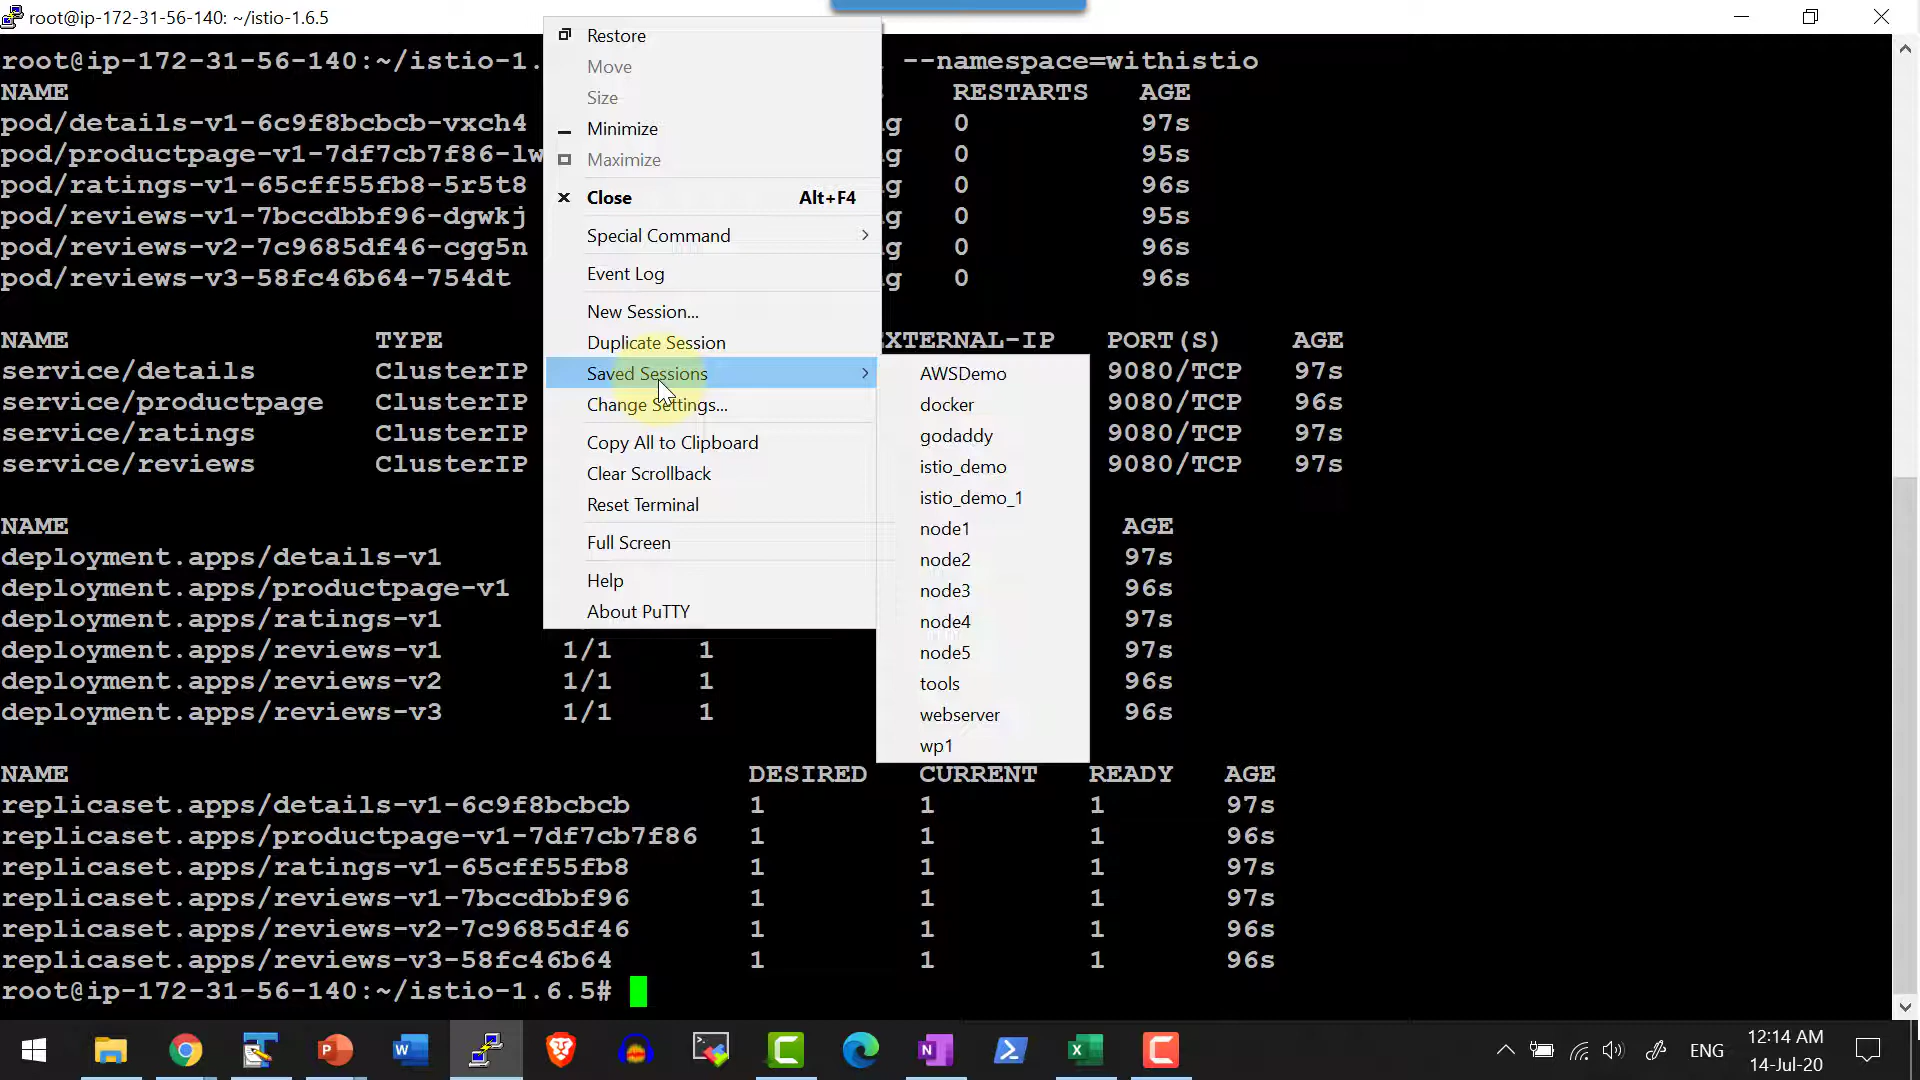 root@ip-172-31-56-140: ~/istio-1.6.5
root@ip-172-31-56-140:~/istio-1. --namespace=withistio
NAME RESTARTS AGE
pod/details-v1-6c9f8bcbcb-vxch4 g 0 97s
pod/productpage-v1-7df7cb7f86-lw g 0 95s
pod/ratings-v1-65cff55fb8-5r5t8 g 0 96s
pod/reviews-v1-7bccdbbf96-dgwkj g 0 95s
pod/reviews-v2-7c9685df46-cgg5n g 0 96s
pod/reviews-v3-58fc46b64-754dt g 0 96s
NAME TYPE EXTERNAL-IP PORT(S) AGE
service/details ClusterIP 9080/TCP 97s
service/productpage ClusterIP 9080/TCP 96s
service/ratings ClusterIP 9080/TCP 97s
service/reviews ClusterIP 9080/TCP 97s
NAME AGE
deployment.apps/details-v1 97s
deployment.apps/productpage-v1 96s
deployment.apps/ratings-v1 97s
deployment.apps/reviews-v1 1/1 1 97s
deployment.apps/reviews-v2 1/1 1 96s
deployment.apps/reviews-v3 1/1 1 96s
NAME DESIRED CURRENT READY AGE
replicaset.apps/details-v1-6c9f8bcbcb 1 1 1 97s
replicaset.apps/productpage-v1-7df7cb7f86 1 1 1 96s
replicaset.apps/ratings-v1-65cff55fb8 1 1 1 97s
replicaset.apps/reviews-v1-7bccdbbf96 1 1 1 97s
replicaset.apps/reviews-v2-7c9685df46 1 1 1 96s
replicaset.apps/reviews-v3-58fc46b64 1 1 1 96s
root@ip-172-31-56-140:~/istio-1.6.5#
Restore
Move
Size
Minimize
Maximize
Close Alt+F4
Special Command
Event Log
New Session...
Duplicate Session
Saved Sessions
Change Settings...
Copy All to Clipboard
Clear Scrollback
Reset Terminal
Full Screen
Help
About PuTTY
AWSDemo
docker
godaddy
istio_demo
istio_demo_1
node1
node2
node3
node4
node5
tools
webserver
wp1
ENG
12:14 AM
14-Jul-20